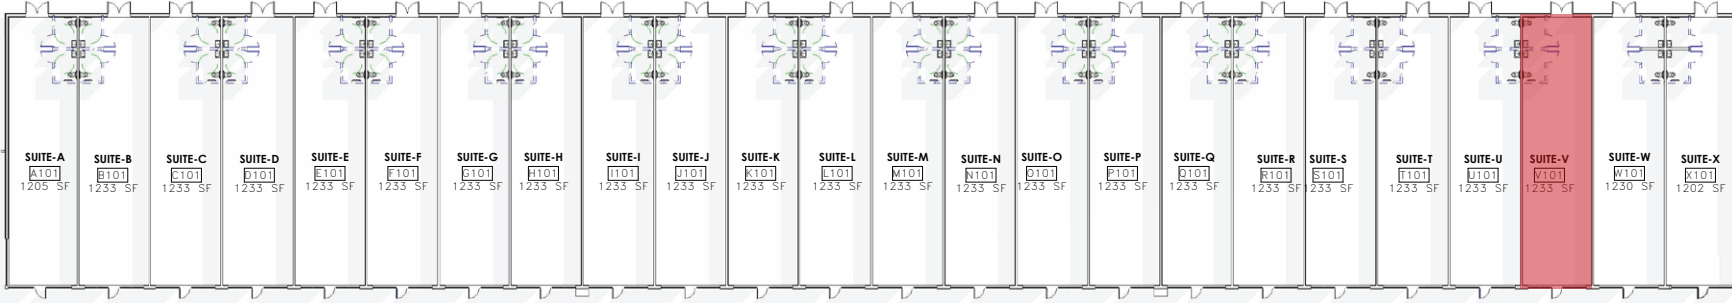 SUITE-A
A101
1205 SF
SUITE-B
B101
1233 SF
SUITE-C
C101
1233 SF
SUITE-D
D101
1233 SF
SUITE-E
E101
1233 SF
SUITE-F
F101
1233 SF
SUITE-G
G101
1233 SF
SUITE-H
H101
1233 SF
SUITE-I
I101
1233 SF
SUITE-J
J101
1233 SF
SUITE-K
K101
1233 SF
SUITE-L
L101
1233 SF
SUITE-M
M101
1233 SF
SUITE-N
N101
1233 SF
SUITE-O
O101
1233 SF
SUITE-P
P101
1233 SF
SUITE-Q
Q101
1233 SF
SUITE-R
R101
1233 SF
SUITE-S
S101
1233 SF
SUITE-T
T101
1233 SF
SUITE-U
U101
1233 SF
SUITE-V
V101
1233 SF
SUITE-W
W101
1230 SF
SUITE-X
X101
1202 SF